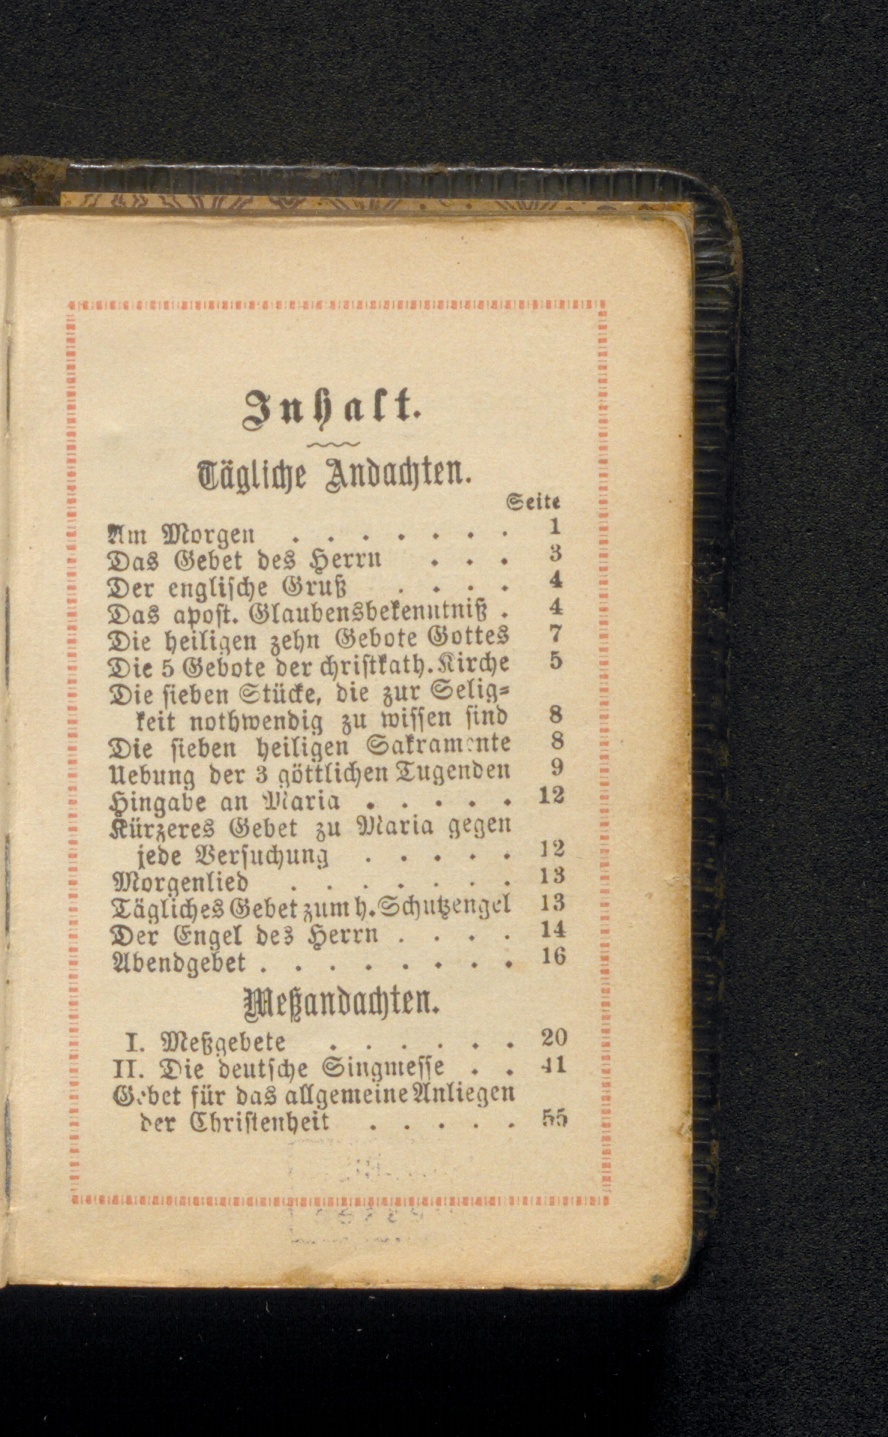 Inhalt.
Tägliche Andachten.
Seite
Am Morgen . . . . . . . 1
Das Gebet des Herrn . . . 3
Der englische Gruß . . . . 4
Das apost. Glaubensbekenntniß . 4
Die heiligen zehn Gebote Gottes 7
Die 5 Gebote der christkath. Kirche 5
Die sieben Stücke, die zur Selig-
keit nothwendig zu wissen sind 8
Die sieben heiligen Sakramente 8
Uebung der 3 göttlichen Tugenden 9
Hingabe an Maria . . . . . 12
Kürzeres Gebet zu Maria gegen
jede Versuchung . . . . . 12
Morgenlied . . . . . . . 13
Tägliches Gebet zum h. Schutzengel 13
Der Engel des Herrn . . . . 14
Abendgebet . . . . . . . . 16
Meßandachten.
I. Meßgebete . . . . . . 20
II. Die deutsche Singmesse . . 41
Gebet für das allgemeine Anliegen
der Christenheit . . . . . 55